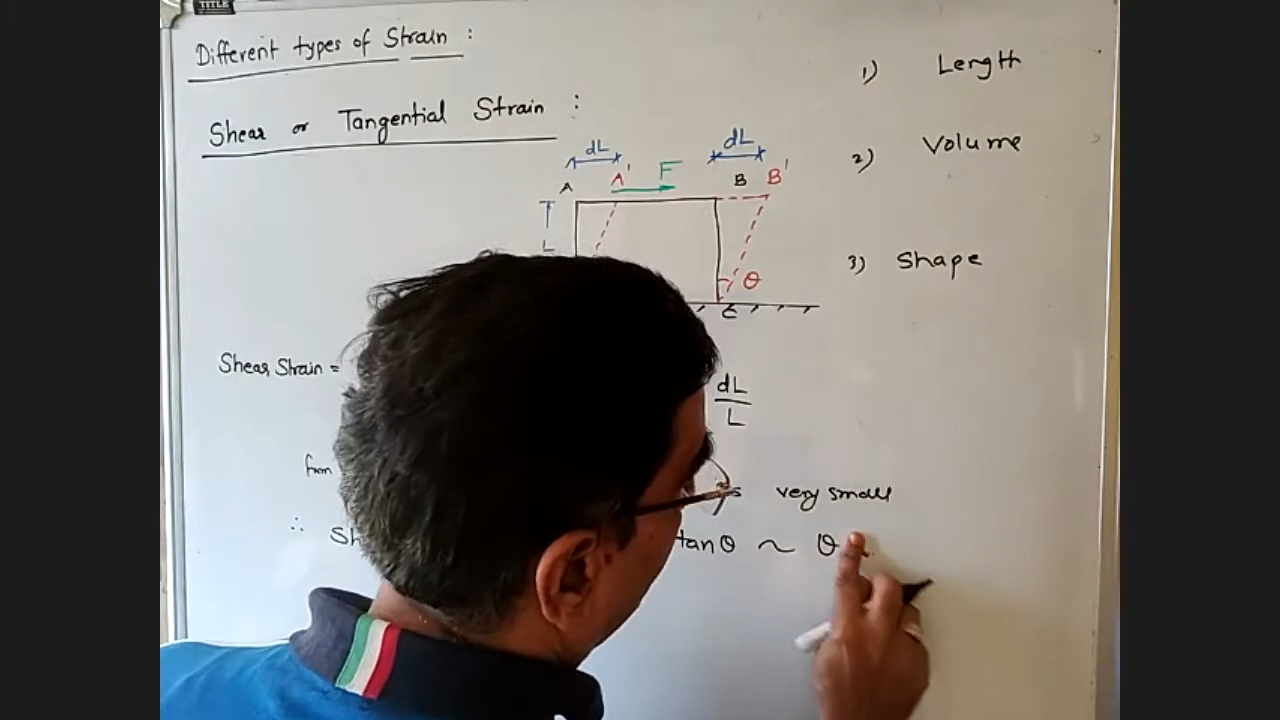 TITLE
Different types of Strain :
Shear or Tangential Strain :
1) Length
2) Volume
3) Shape
dL dL
A A' F B B'
L
θ
C
Shear Strain = dL
L
from very small
∴ Sh tanθ ~ θ